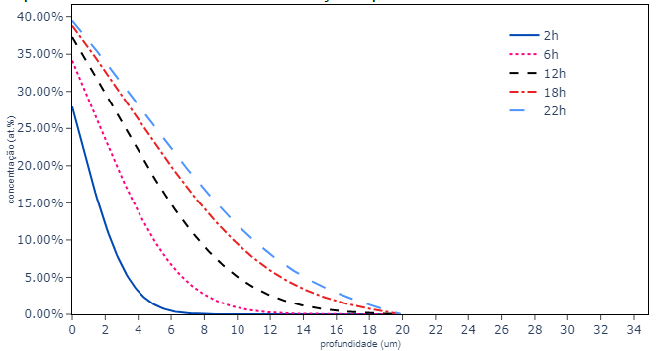 40.00%
35.00%
30.00%
25.00%
20.00%
15.00%
10.00%
5.00%
0.00%
concentração (at.%)
2h
6h
12h
18h
22h
0 2 4 6 8 10 12 14 16 18 20 22 24 26 28 30 32 34
profundidade (um)